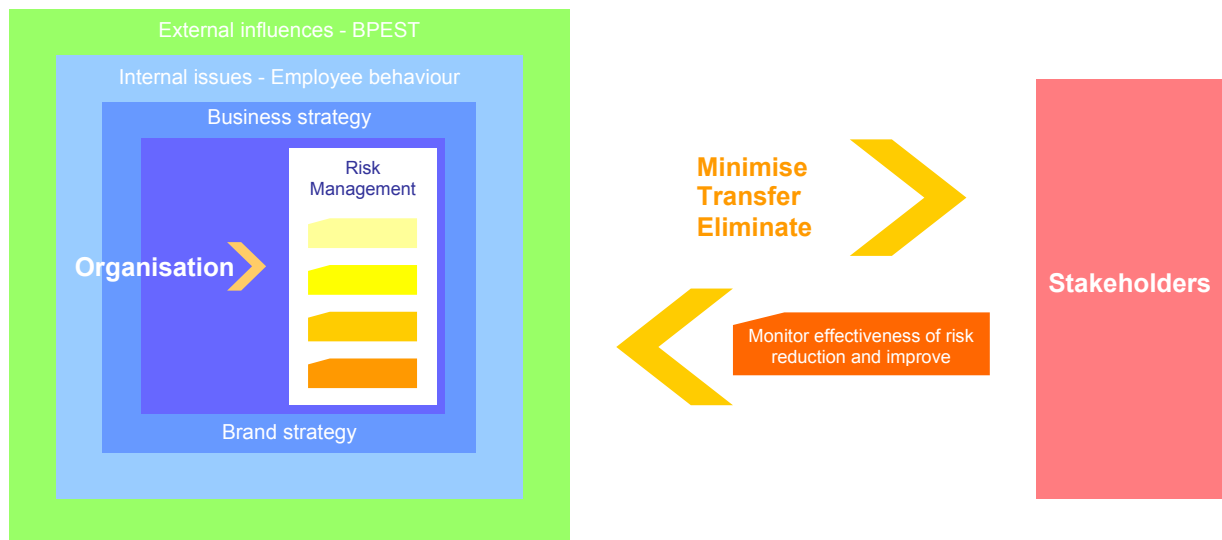 External influences - BPEST
Internal issues - Employee behaviour
Business strategy
Risk
Management
Organisation
Brand strategy
Minimise
Transfer
Eliminate
Monitor effectiveness of risk
reduction and improve
Stakeholders